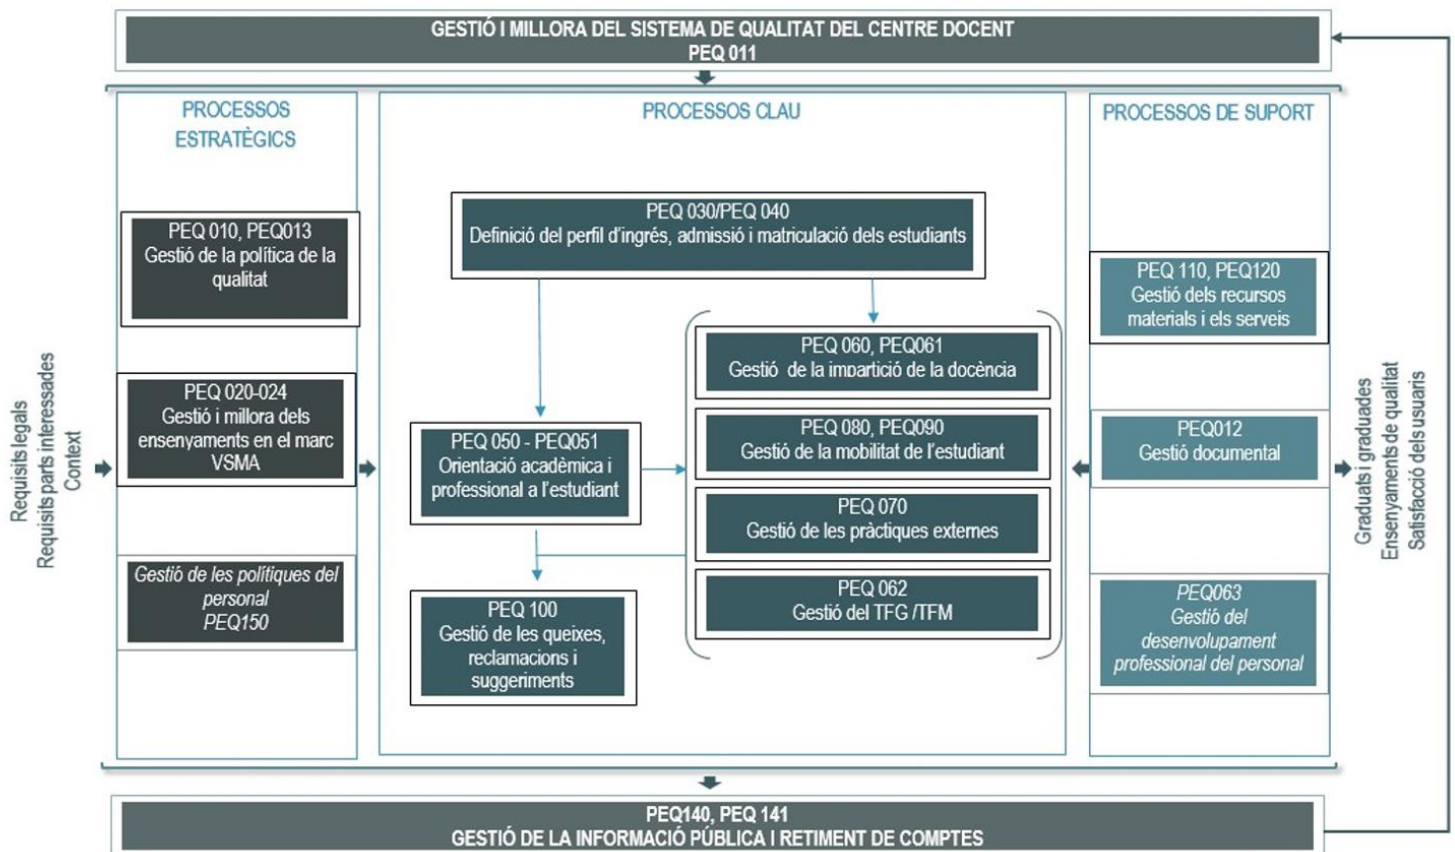 GESTIÓ I MILLORA DEL SISTEMA DE QUALITAT DEL CENTRE DOCENT
PEQ 011
PROCESSOS
ESTRATÈGICS
PROCESSOS CLAU
PROCESSOS DE SUPORT
Requisits legals
Requisits parts interessades
Context
PEQ 010, PEQ013
Gestió de la política de la
qualitat
PEQ 020-024
Gestió i millora dels
ensenyaments en el marc
VSMA
Gestió de les polítiques del
personal
PEQ150
PEQ 030/PEQ 040
Definició del perfil d'ingrés, admissió i matriculació dels estudiants
PEQ 050 - PEQ051
Orientació acadèmica i
professional a l'estudiant
PEQ 100
Gestió de les queixes,
reclamacions i
suggeriments
PEQ 060, PEQ061
Gestió de la impartició de la docència
PEQ 080, PEQ090
Gestió de la mobilitat de l'estudiant
PEQ 070
Gestió de les pràctiques externes
PEQ 062
Gestió del TFG /TFM
PEQ 110, PEQ120
Gestió dels recursos
materials i els serveis
PEQ012
Gestió documental
PEQ063
Gestió del
desenvolupament
professional del personal
Graduats i graduades
Ensenyaments de qualitat
Satisfacció dels usuaris
PEQ140, PEQ 141
GESTIÓ DE LA INFORMACIÓ PÚBLICA I RETIMENT DE COMPTES